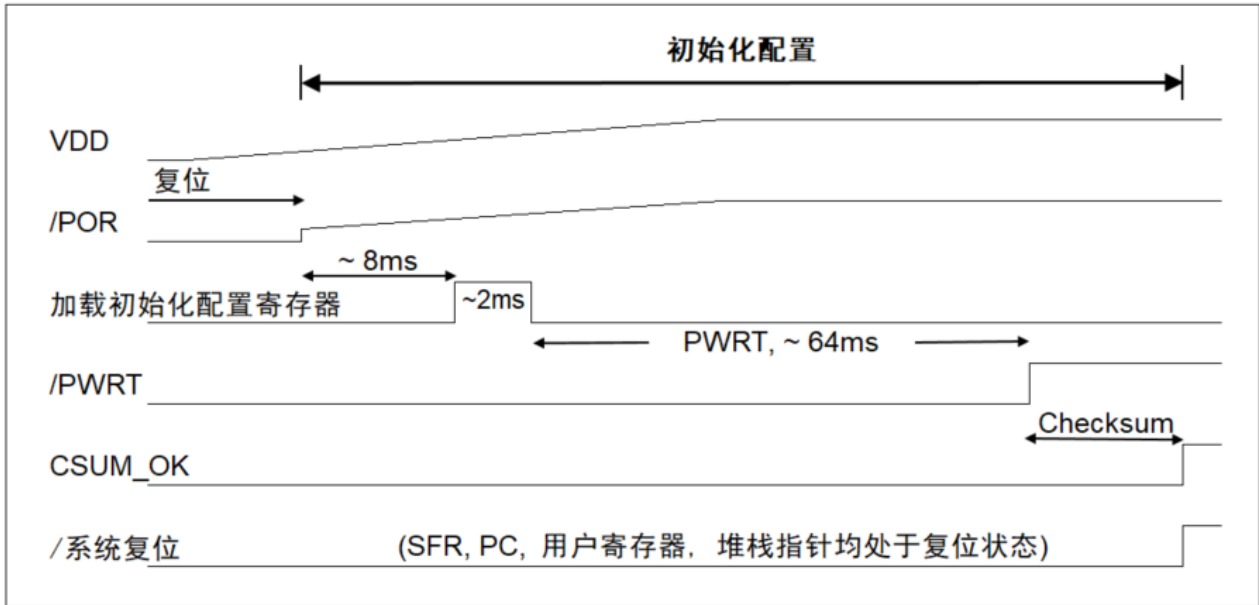 初始化配置
VDD
复位
/POR
~ 8ms
加载初始化配置寄存器
~2ms
PWRT, ~ 64ms
/PWRT
Checksum
CSUM_OK
/系统复位
(SFR, PC, 用户寄存器, 堆栈指针均处于复位状态)